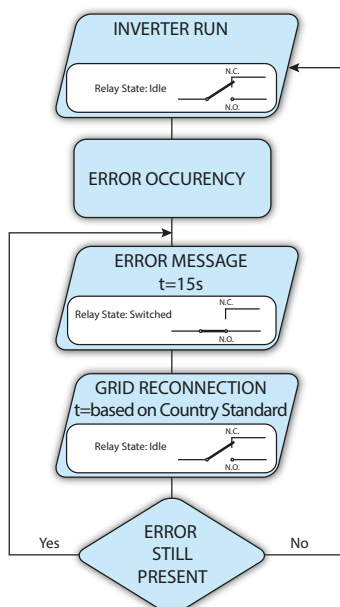 INVERTER RUN
N.C.
Relay State: Idle
N.O.
ERROR OCCURENCY
ERROR MESSAGE
t=15s
N.C.
Relay State: Switched
N.O.
GRID RECONNECTION
t=based on Country Standard
N.C.
Relay State: Idle
N.O.
Yes
ERROR
STILL
PRESENT
No